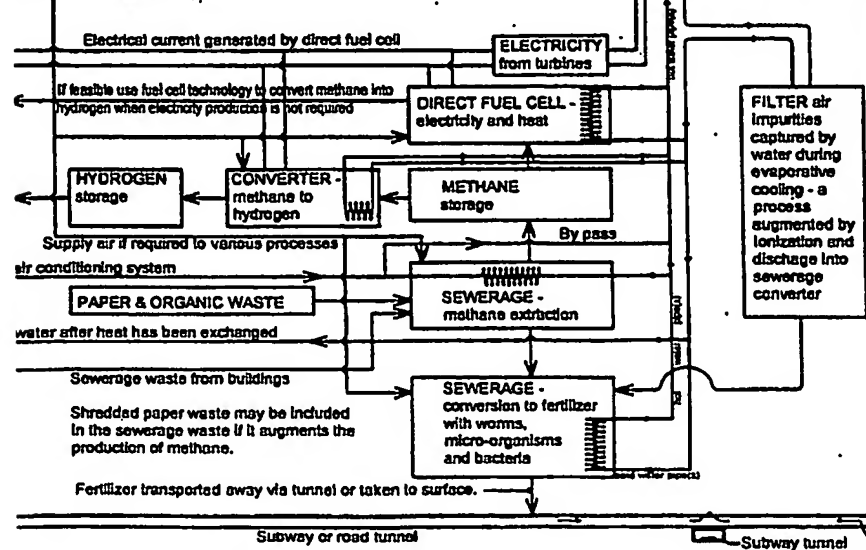 Electrical current generated by direct fuel cell
ELECTRICITY
from turbines
If feasible use fuel cell technology to convert methane into
hydrogen when electricity production is not required
DIRECT FUEL CELL -
electricity and heat
FILTER air
impurities
captured by
water during
evaporative
cooling - a
process
augmented by
ionization and
dischage into
sewerage
converter
HYDROGEN
storage
CONVERTER -
methane to
hydrogen
METHANE
storage
Supply air if required to various processes
By pass
air conditioning system
PAPER & ORGANIC WASTE
SEWERAGE -
methane extrbction
water after heat has been exchanged
Sewerage waste from buildings
SEWERAGE -
conversion to fertilizer
with worms,
micro-organisms
and bacteria
Shredded paper waste may be included
in the sewerage waste if it augments the
production of methane.
Fertilizer transported away via tunnel or taken to surface.
Subway or road tunnel
Subway tunnel